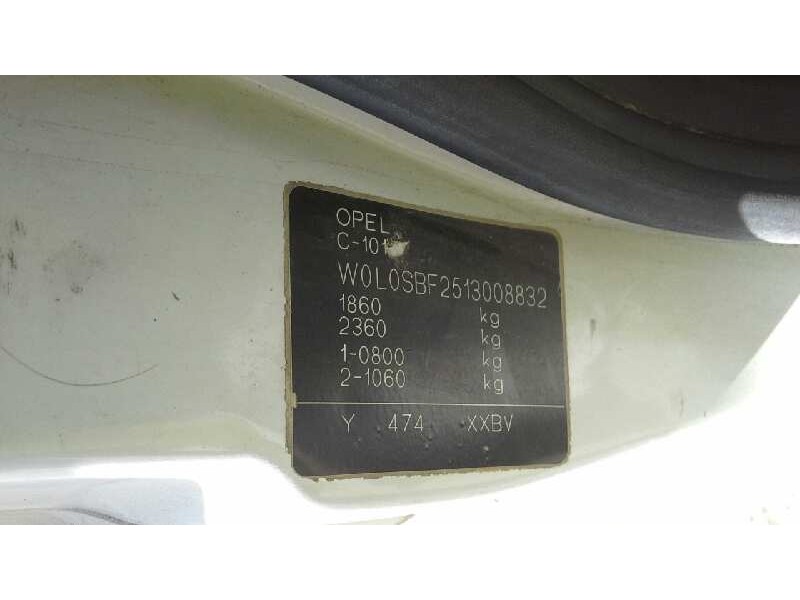 OPEL
W0L0SBF2513008832
1860 kg
2360 kg
1-0800 kg
2-1060 kg
Y 474 XXBV